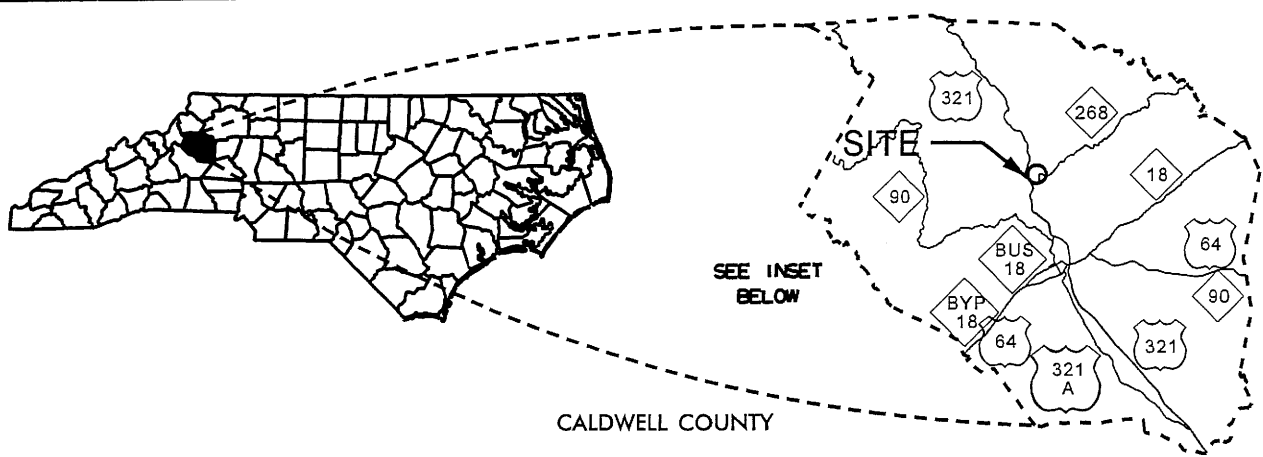 321
268
SITE
18
90
64
BUS
18
SEE INSET
BELOW
90
BYP
18
64
321
321
A
CALDWELL COUNTY